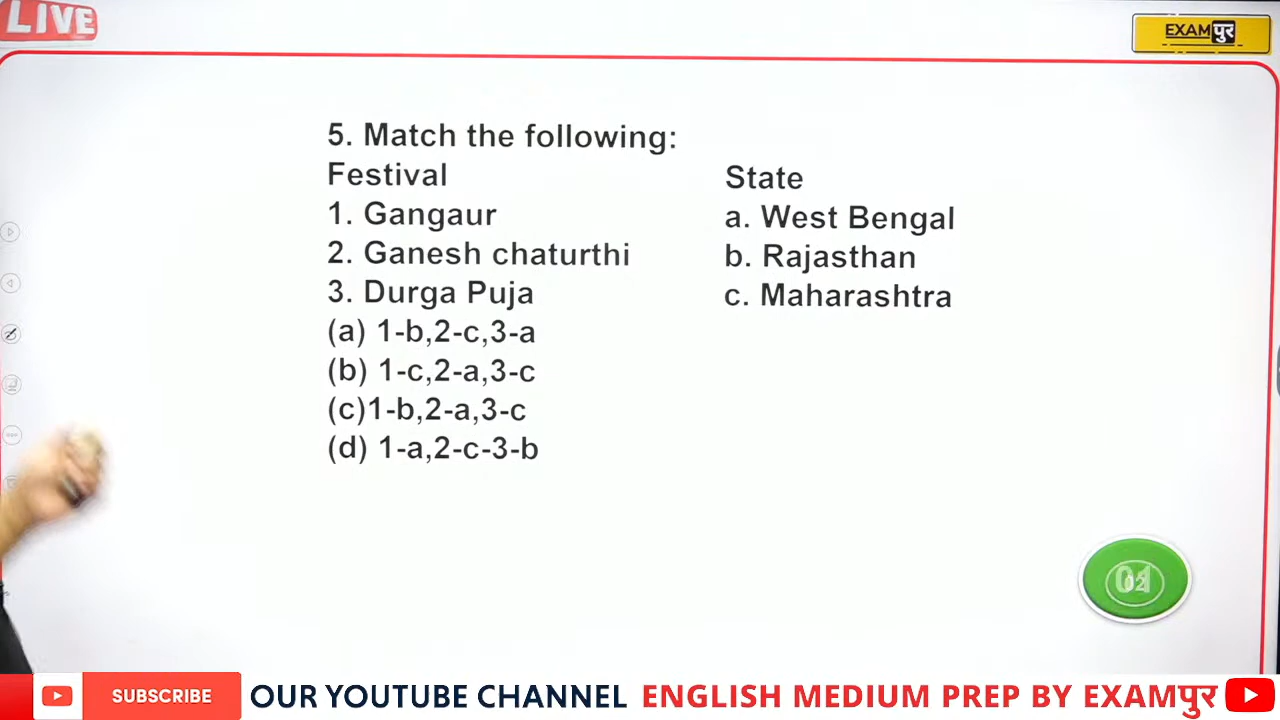 LIVE
EXAMपुर
5. Match the following:
Festival State
1. Gangaur a. West Bengal
2. Ganesh chaturthi b. Rajasthan
3. Durga Puja c. Maharashtra
(a) 1-b,2-c,3-a
(b) 1-c,2-a,3-c
(c)1-b,2-a,3-c
(d) 1-a,2-c-3-b
SUBSCRIBE OUR YOUTUBE CHANNEL ENGLISH MEDIUM PREP BY EXAMपुर